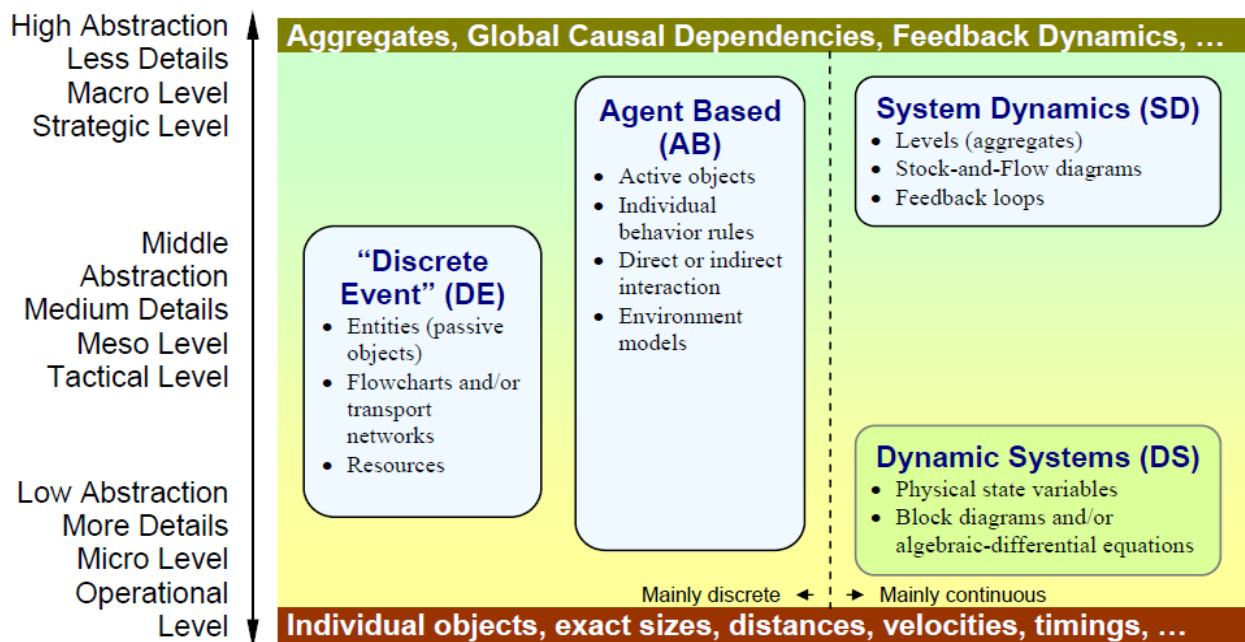 High Abstraction
Less Details
Macro Level
Strategic Level
Middle
Abstraction
Medium Details
Meso Level
Tactical Level
Low Abstraction
More Details
Micro Level
Operational
Level
Aggregates, Global Causal Dependencies, Feedback Dynamics, …
“Discrete
Event” (DE)
• Entities (passive
objects)
• Flowcharts and/or
transport
networks
• Resources
Agent Based
(AB)
• Active objects
• Individual
behavior rules
• Direct or indirect
interaction
• Environment
models
System Dynamics (SD)
• Levels (aggregates)
• Stock-and-Flow diagrams
• Feedback loops
Dynamic Systems (DS)
• Physical state variables
• Block diagrams and/or
algebraic-differential equations
Mainly discrete
Mainly continuous
Individual objects, exact sizes, distances, velocities, timings, …